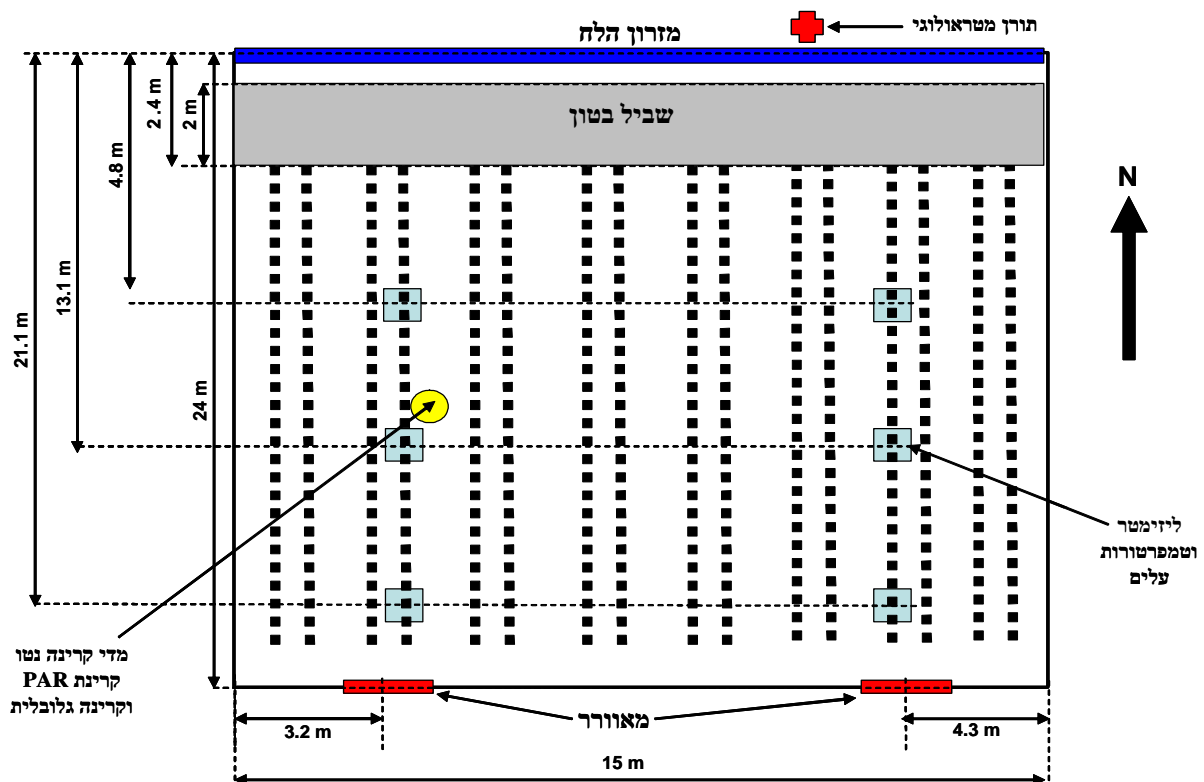 תורן מטראולוגי
מזרון הלח
שביל בטון
2 m
2 .4 m
4.8 m
13.1 m
21.1 m
24 m
N
ליזימטר
וטמפרטורות
עלים
מדי קרינה נטו
קרינת PAR
וקרינה גלובלית
מאוורר
3.2 m
4.3 m
15 m